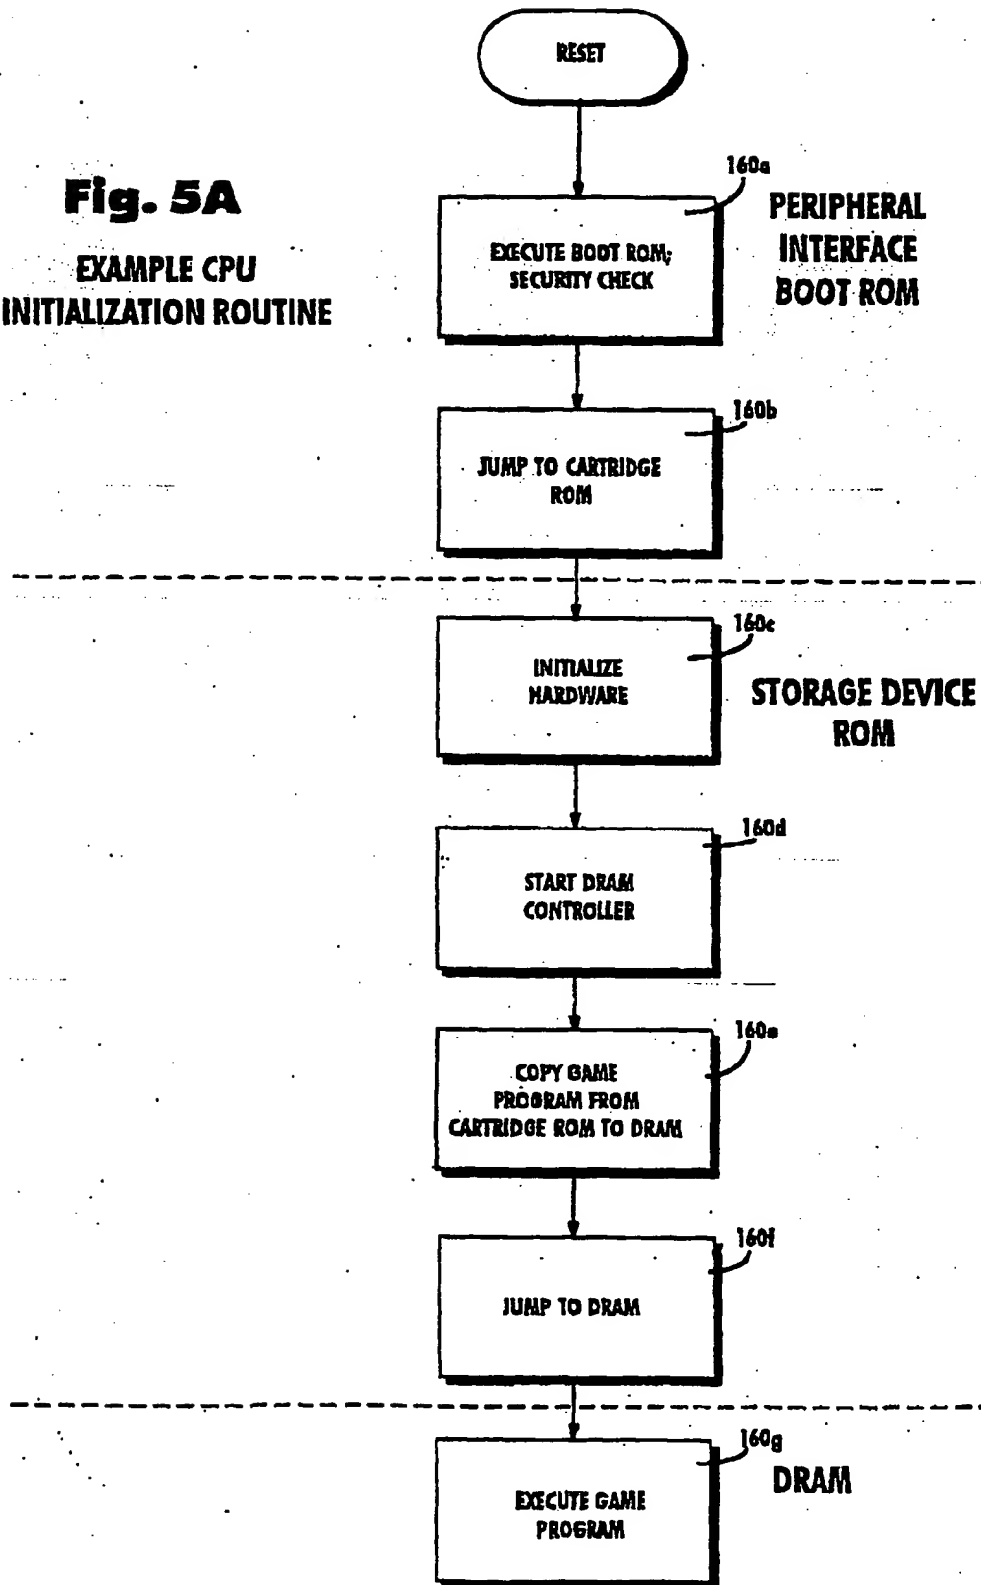 RESET
Fig. 5A
EXAMPLE CPU
INITIALIZATION ROUTINE
160a
EXECUTE BOOT ROM;
SECURITY CHECK
PERIPHERAL
INTERFACE
BOOT ROM
160b
JUMP TO CARTRIDGE
ROM
160c
INITIALIZE
HARDWARE
STORAGE DEVICE
ROM
160d
START DRAM
CONTROLLER
160e
COPY GAME
PROGRAM FROM
CARTRIDGE ROM TO DRAM
160f
JUMP TO DRAM
160g
EXECUTE GAME
PROGRAM
DRAM